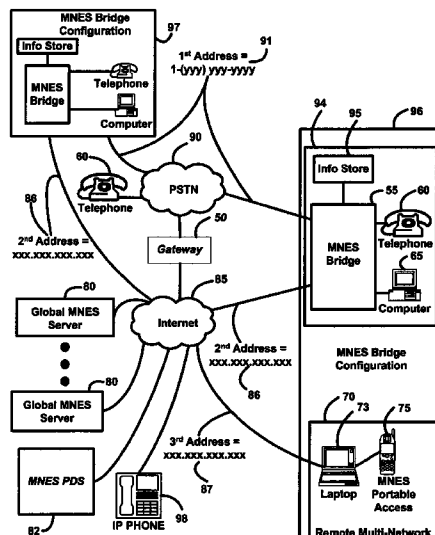 MNES Bridge
Configuration
97
Info Store
MNES
Bridge
Telephone
Computer
1st Address =
1-(yyy) yyy-yyyy
91
94
95
96
Info Store
55
60
MNES
Bridge
Telephone
65
Computer
90
60
PSTN
Telephone
50
Gateway
86
2nd Address =
xxx.xxx.xxx.xxx
85
Internet
80
Global MNES
Server
80
Global MNES
Server
2nd Address =
xxx.xxx.xxx.xxx
86
MNES Bridge
Configuration
70
73
75
3rd Address =
xxx.xxx.xxx.xxx
87
Laptop
MNES
Portable
Access
MNES PDS
82
IP PHONE
98
Remote Multi-Network